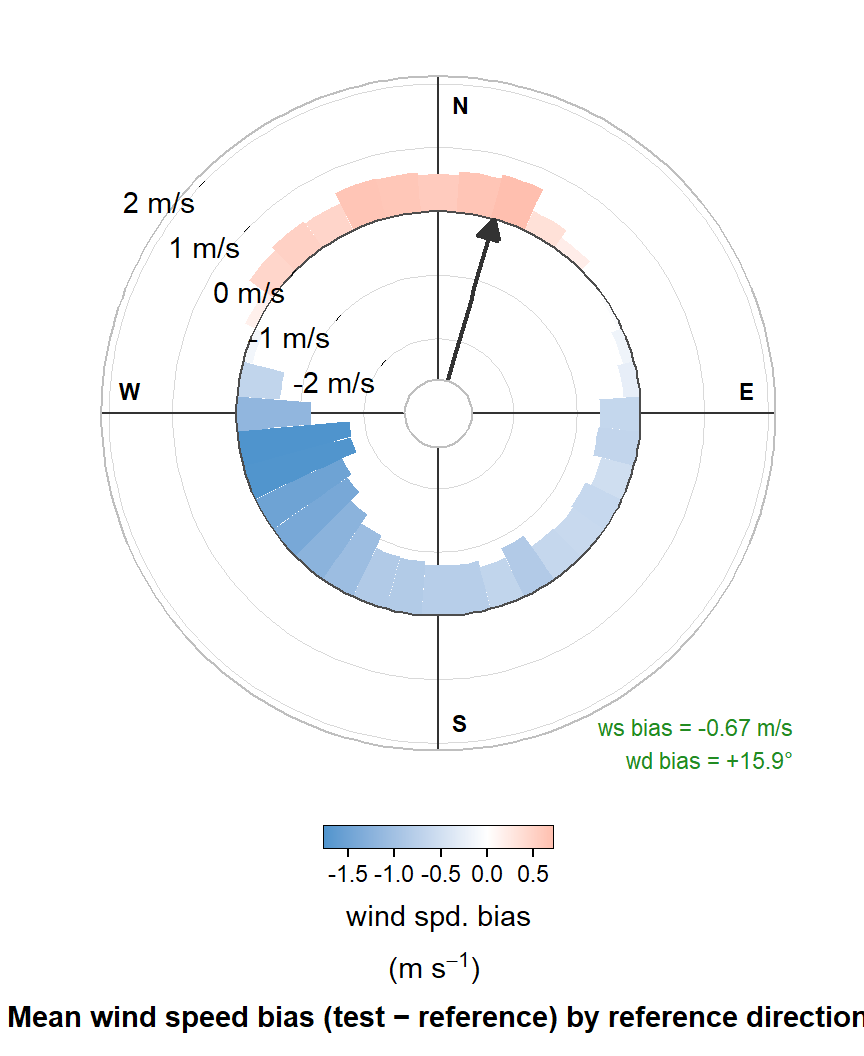 N
2 m/s
1 m/s
0 m/s
-1 m/s
-2 m/s
W
E
S
ws bias = -0.67 m/s
wd bias = +15.9°
-1.5 -1.0 -0.5 0.0 0.5
wind spd. bias
(m s⁻¹)
Mean wind speed bias (test − reference) by reference direction